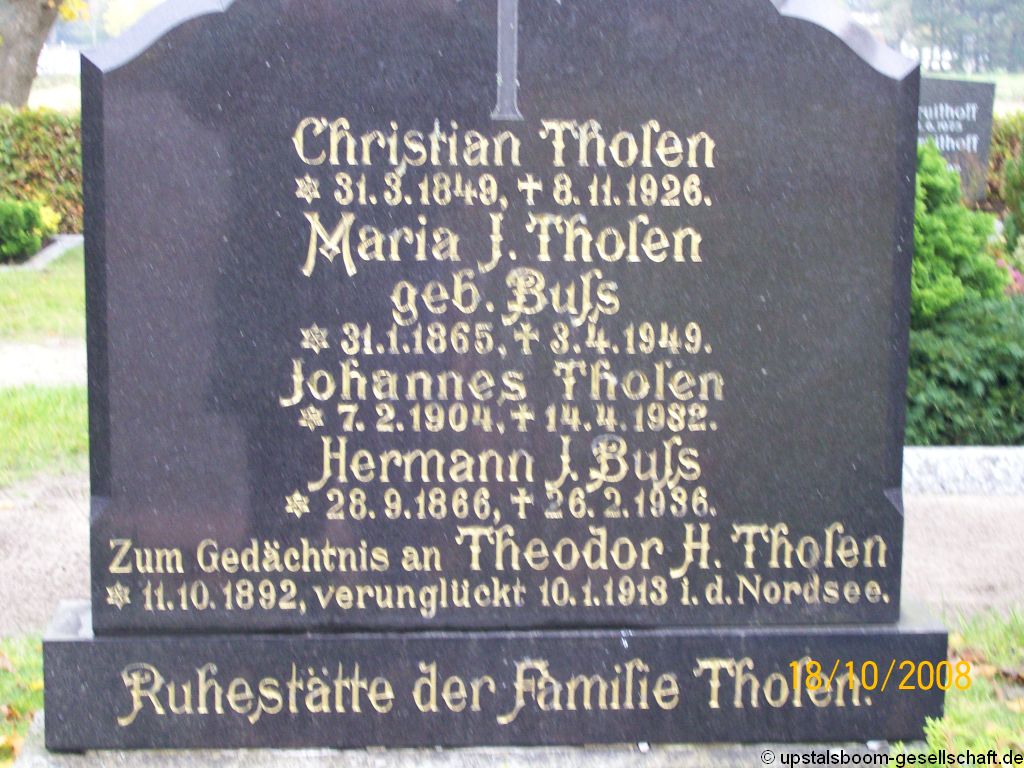 Christian Tholen
✡ 31.3.1849, ✝ 8.11.1926.
Maria J. Tholen
geb. Buſs
✡ 31.1.1865, ✝ 3.4.1949.
Johannes Tholen
✡ 7.2.1904, ✝ 14.4.1982.
Hermann J. Buſs
✡ 28.9.1866, ✝ 26.2.1936.
Zum Gedächtnis an Theodor H. Tholen
✡ 11.10.1892, verunglückt 10.1.1913 i. d. Nordsee.
Ruhestätte der Familie Tholen.
18/10/2008
© upstalsboom-gesellschaft.de